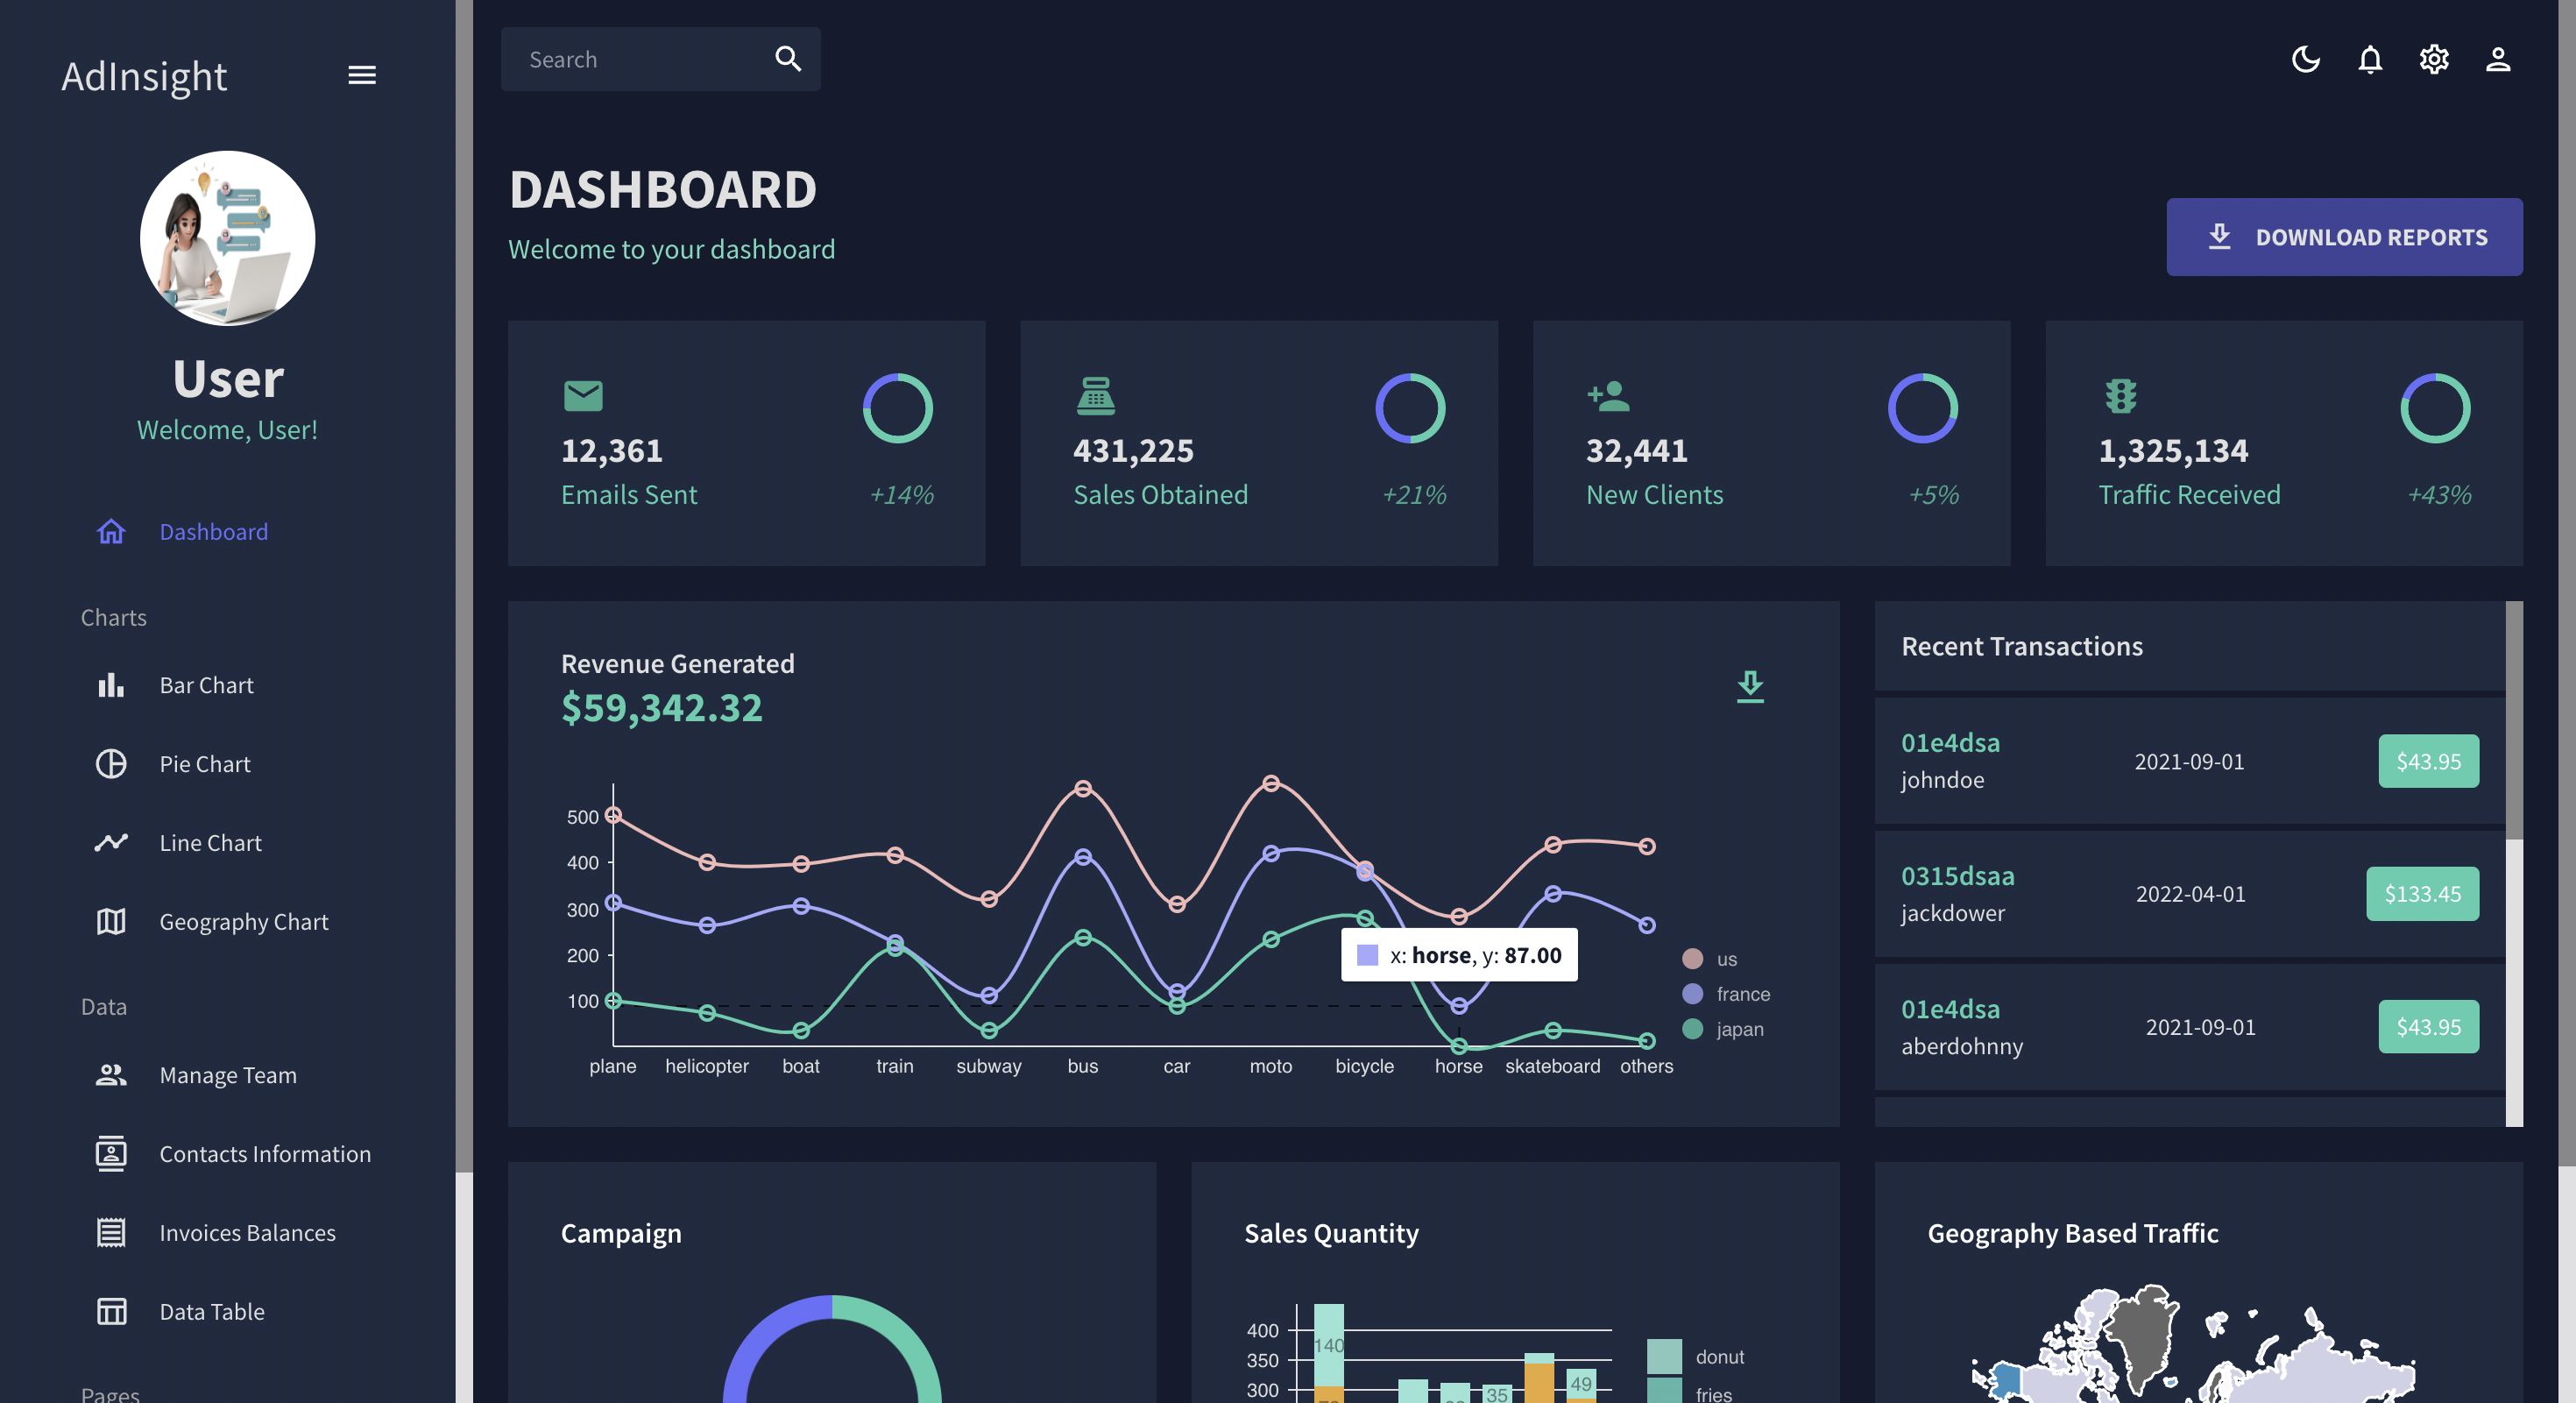 AdInsight
User
Welcome, User!
Dashboard
Charts
Bar Chart
Pie Chart
Line Chart
Geography Chart
Data
Manage Team
Contacts Information
Invoices Balances
Data Table
Pages
Search
DASHBOARD
Welcome to your dashboard
DOWNLOAD REPORTS
12,361
Emails Sent
+14%
431,225
Sales Obtained
+21%
32,441
New Clients
+5%
1,325,134
Traffic Received
+43%
Revenue Generated
$59,342.32
500
400
300
200
100
plane helicopter boat train subway bus car moto bicycle horse skateboard others
x: horse, y: 87.00
us
france
japan
Recent Transactions
01e4dsa
johndoe
2021-09-01
$43.95
0315dsaa
jackdower
2022-04-01
$133.45
01e4dsa
aberdohnny
2021-09-01
$43.95
Campaign
Sales Quantity
400
350
300
140
35
49
donut
fries
Geography Based Traffic